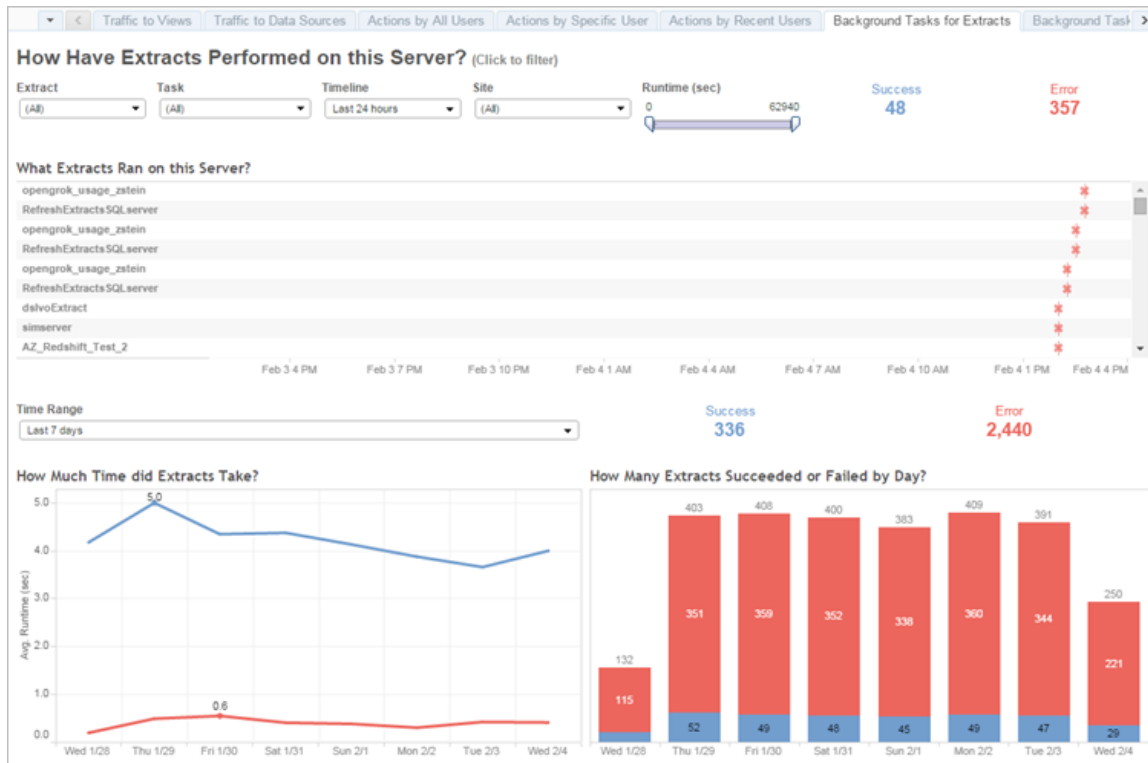 Traffic to Views Traffic to Data Sources Actions by All Users Actions by Specific User Actions by Recent Users Background Tasks for Extracts Background Task
How Have Extracts Performed on this Server? (Click to filter)
Extract Task Timeline Site Runtime (sec) Success Error
(All) (All) Last 24 hours (All) 0 62940 48 357
What Extracts Ran on this Server?
opengrok_usage_zstein
RefreshExtractsSQLserver
opengrok_usage_zstein
RefreshExtractsSQLserver
opengrok_usage_zstein
RefreshExtractsSQLserver
dslvoExtract
simserver
AZ_Redshift_Test_2
Feb 3 4 PM Feb 3 7 PM Feb 3 10 PM Feb 4 1 AM Feb 4 4 AM Feb 4 7 AM Feb 4 10 AM Feb 4 1 PM Feb 4 4 PM
Time Range Success Error
Last 7 days 336 2,440
How Much Time did Extracts Take?
5.0
4.0
3.0
2.0
1.0
0.0
Avg. Runtime (sec)
5.0
0.6
Wed 1/28 Thu 1/29 Fri 1/30 Sat 1/31 Sun 2/1 Mon 2/2 Tue 2/3 Wed 2/4
How Many Extracts Succeeded or Failed by Day?
132 403 408 400 383 409 391 250
115 351 359 352 338 360 344 221
52 49 48 45 49 47 29
Wed 1/28 Thu 1/29 Fri 1/30 Sat 1/31 Sun 2/1 Mon 2/2 Tue 2/3 Wed 2/4